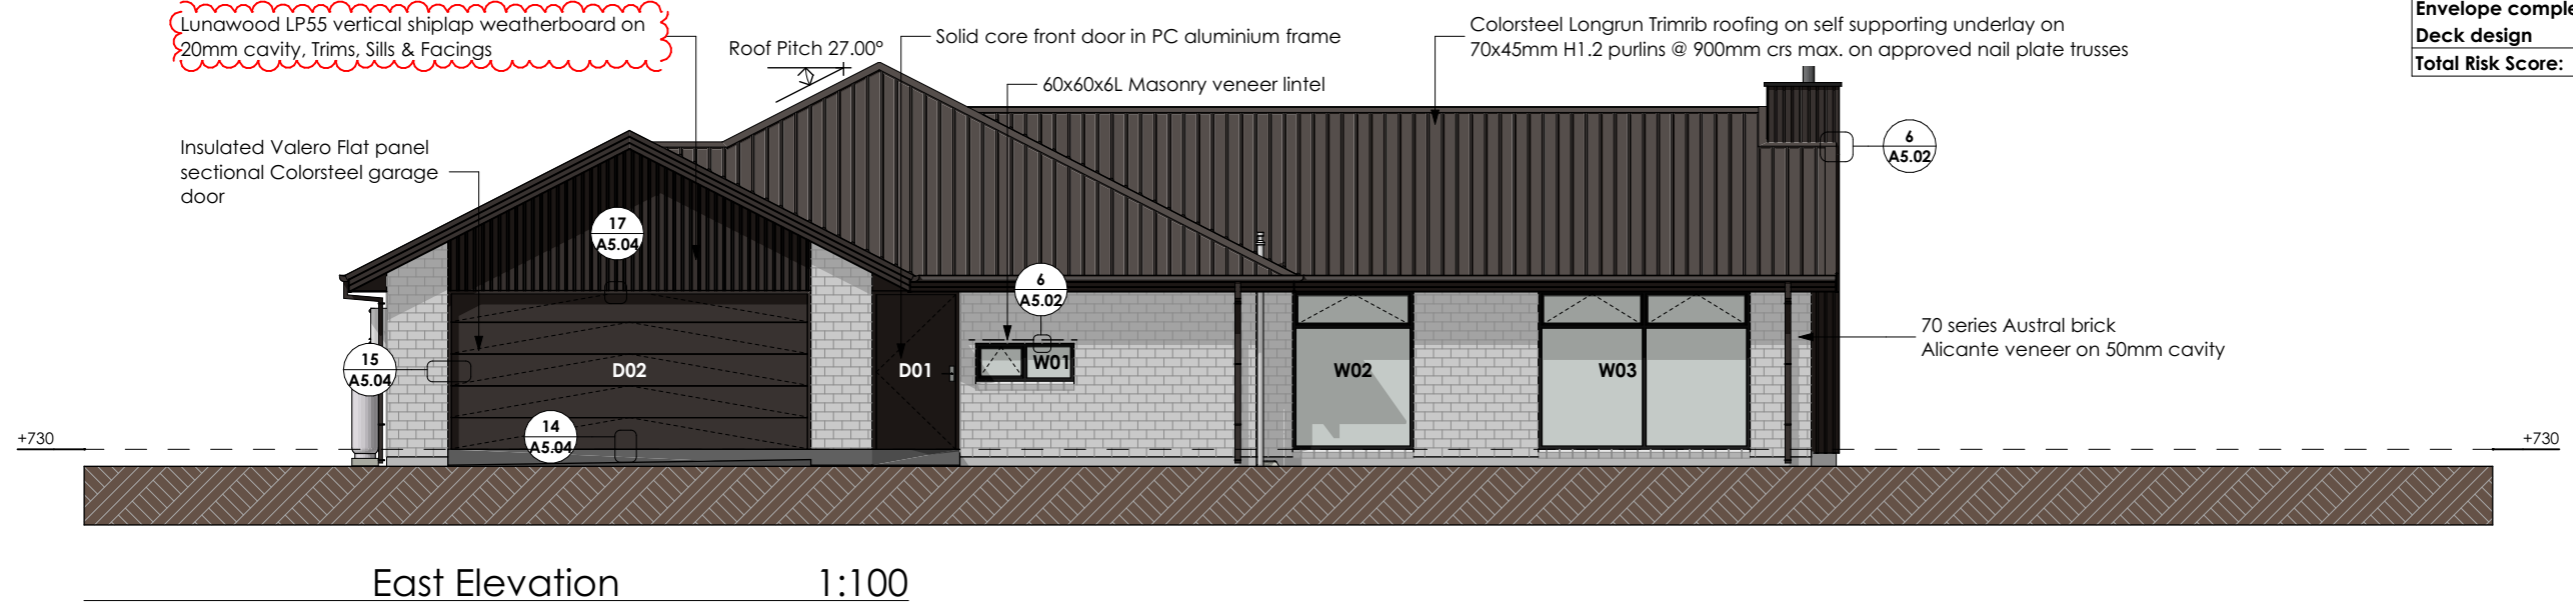 Lunawood LP55 vertical shiplap weatherboard on
20mm cavity, Trims, Sills & Facings
Roof Pitch 27.00°
Solid core front door in PC aluminium frame
60x60x6L Masonry veneer lintel
Colorsteel Longrun Trimrib roofing on self supporting underlay on
70x45mm H1.2 purlins @ 900mm crs max. on approved nail plate trusses
Deck design
Total Risk Score:
Insulated Valero Flat panel
sectional Colorsteel garage
door
6
A5.02
17
A5.04
6
A5.02
15
A5.04
D02
D01
W01
W02
W03
70 series Austral brick
Alicante veneer on 50mm cavity
14
A5.04
+730
+730
East Elevation 1:100